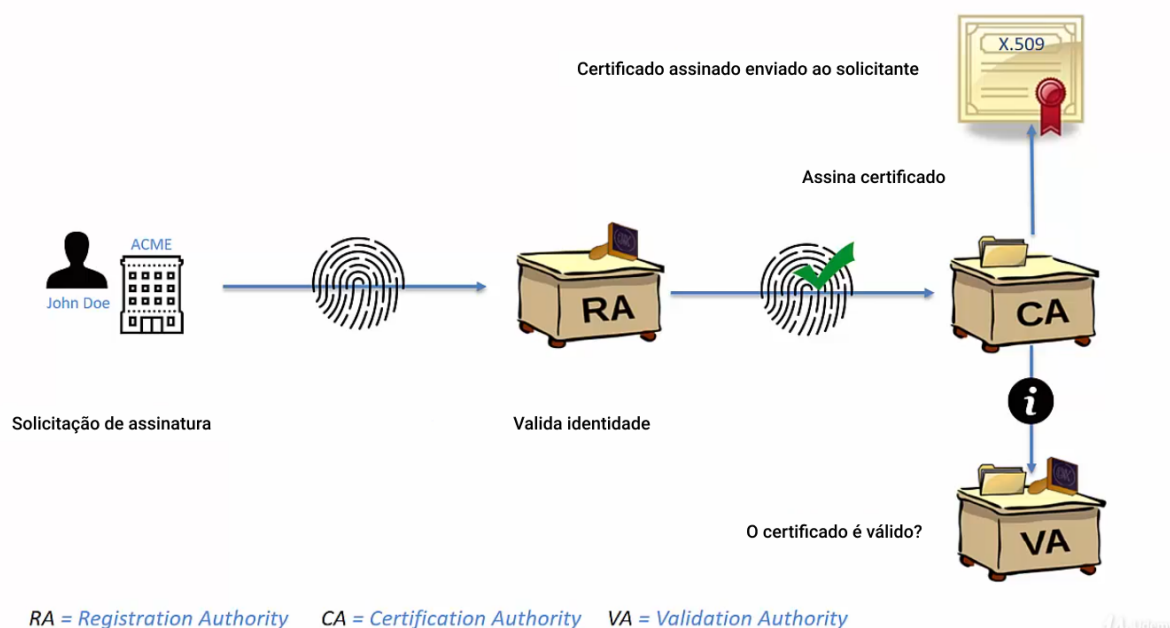 X.509
Certificado assinado enviado ao solicitante
Assina certificado
ACME
John Doe
RA
CA
Solicitação de assinatura
Valida identidade
O certificado é válido?
VA
RA = Registration Authority CA = Certification Authority VA = Validation Authority